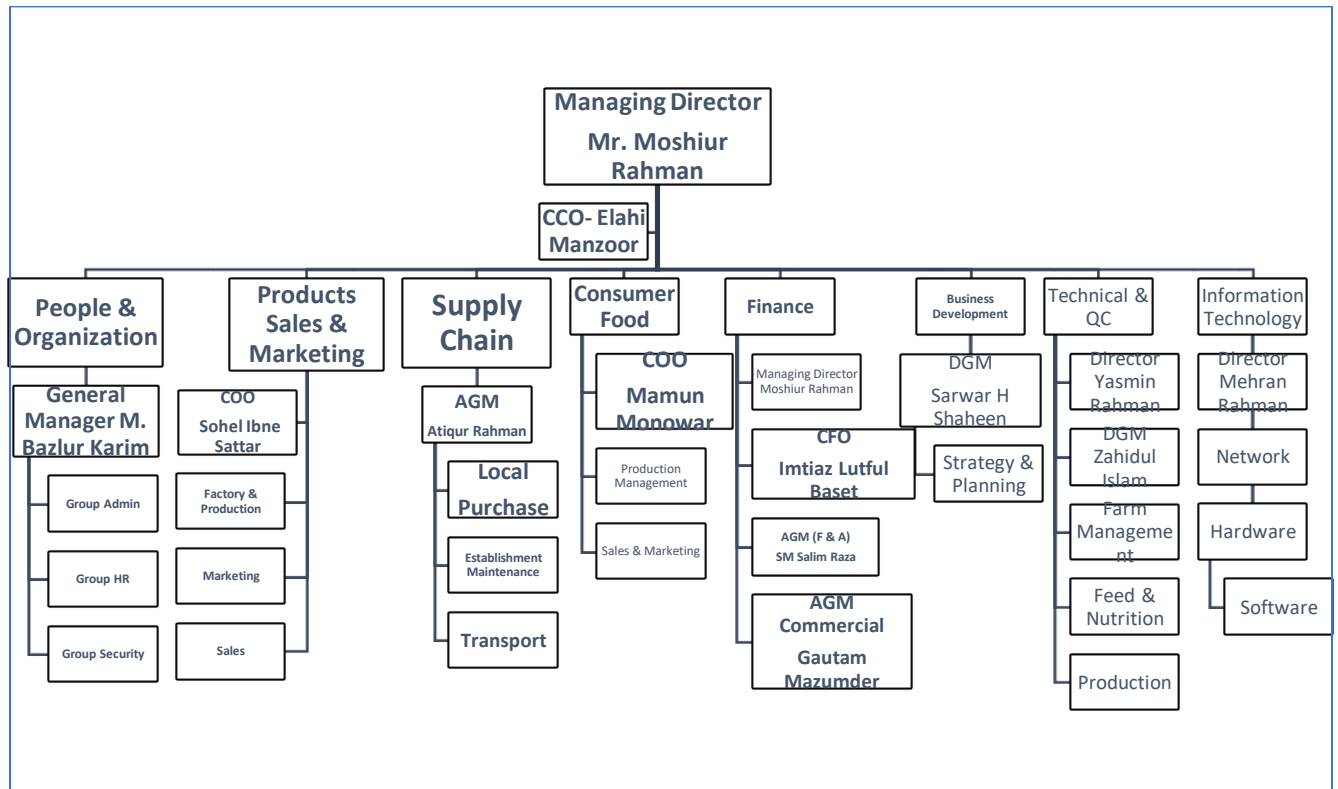 Managing Director
Mr. Moshiur
Rahman
CCO- Elahi
Manzoor
People &
Organization
General
Manager M.
Bazlur Karim
Group Admin
Group HR
Group Security
Products
Sales &
Marketing
COO
Sohel Ibne
Sattar
Factory &
Production
Marketing
Sales
Supply
Chain
AGM
Atiqur Rahman
Local
Purchase
Establishment
Maintenance
Transport
Consumer
Food
COO
Mamun
Monowar
Production
Management
Sales & Marketing
Finance
Managing Director
Moshiur Rahman
CFO
Imtiaz Lutful
Baset
AGM (F & A)
SM Salim Raza
AGM
Commercial
Gautam
Mazumder
Business
Development
DGM
Sarwar H
Shaheen
Strategy &
Planning
Technical &
QC
Director
Yasmin
Rahman
DGM
Zahidul
Islam
Farm
Manageme
nt
Feed &
Nutrition
Production
Information
Technology
Director
Mehran
Rahman
Network
Hardware
Software